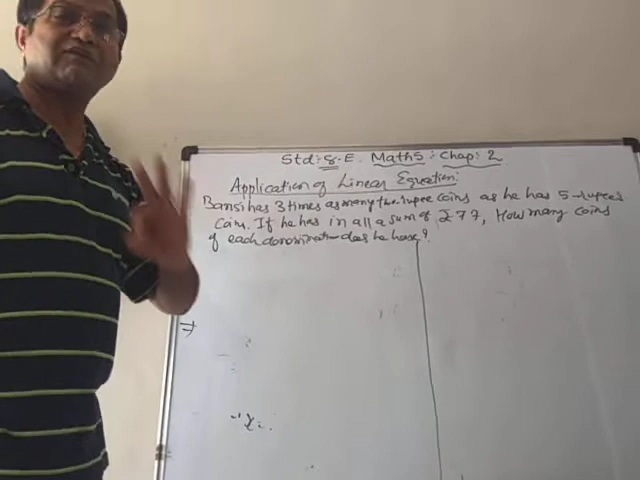 Std: 8.E. Maths: Chap: 2
Application of Linear Equation:
Bansi has 3 times as many two rupee coins as he has 5-rupees
Coins. If he has in all a sum of ₹77, How many coins
of each denomination does he have?
⇒